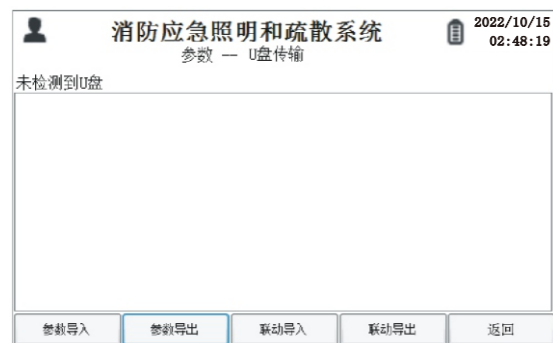 消防应急照明和疏散系统
2022/10/15
02:48:19
参数 -- U盘传输
未检测到U盘
参数导入
参数导出
联动导入
联动导出
返回